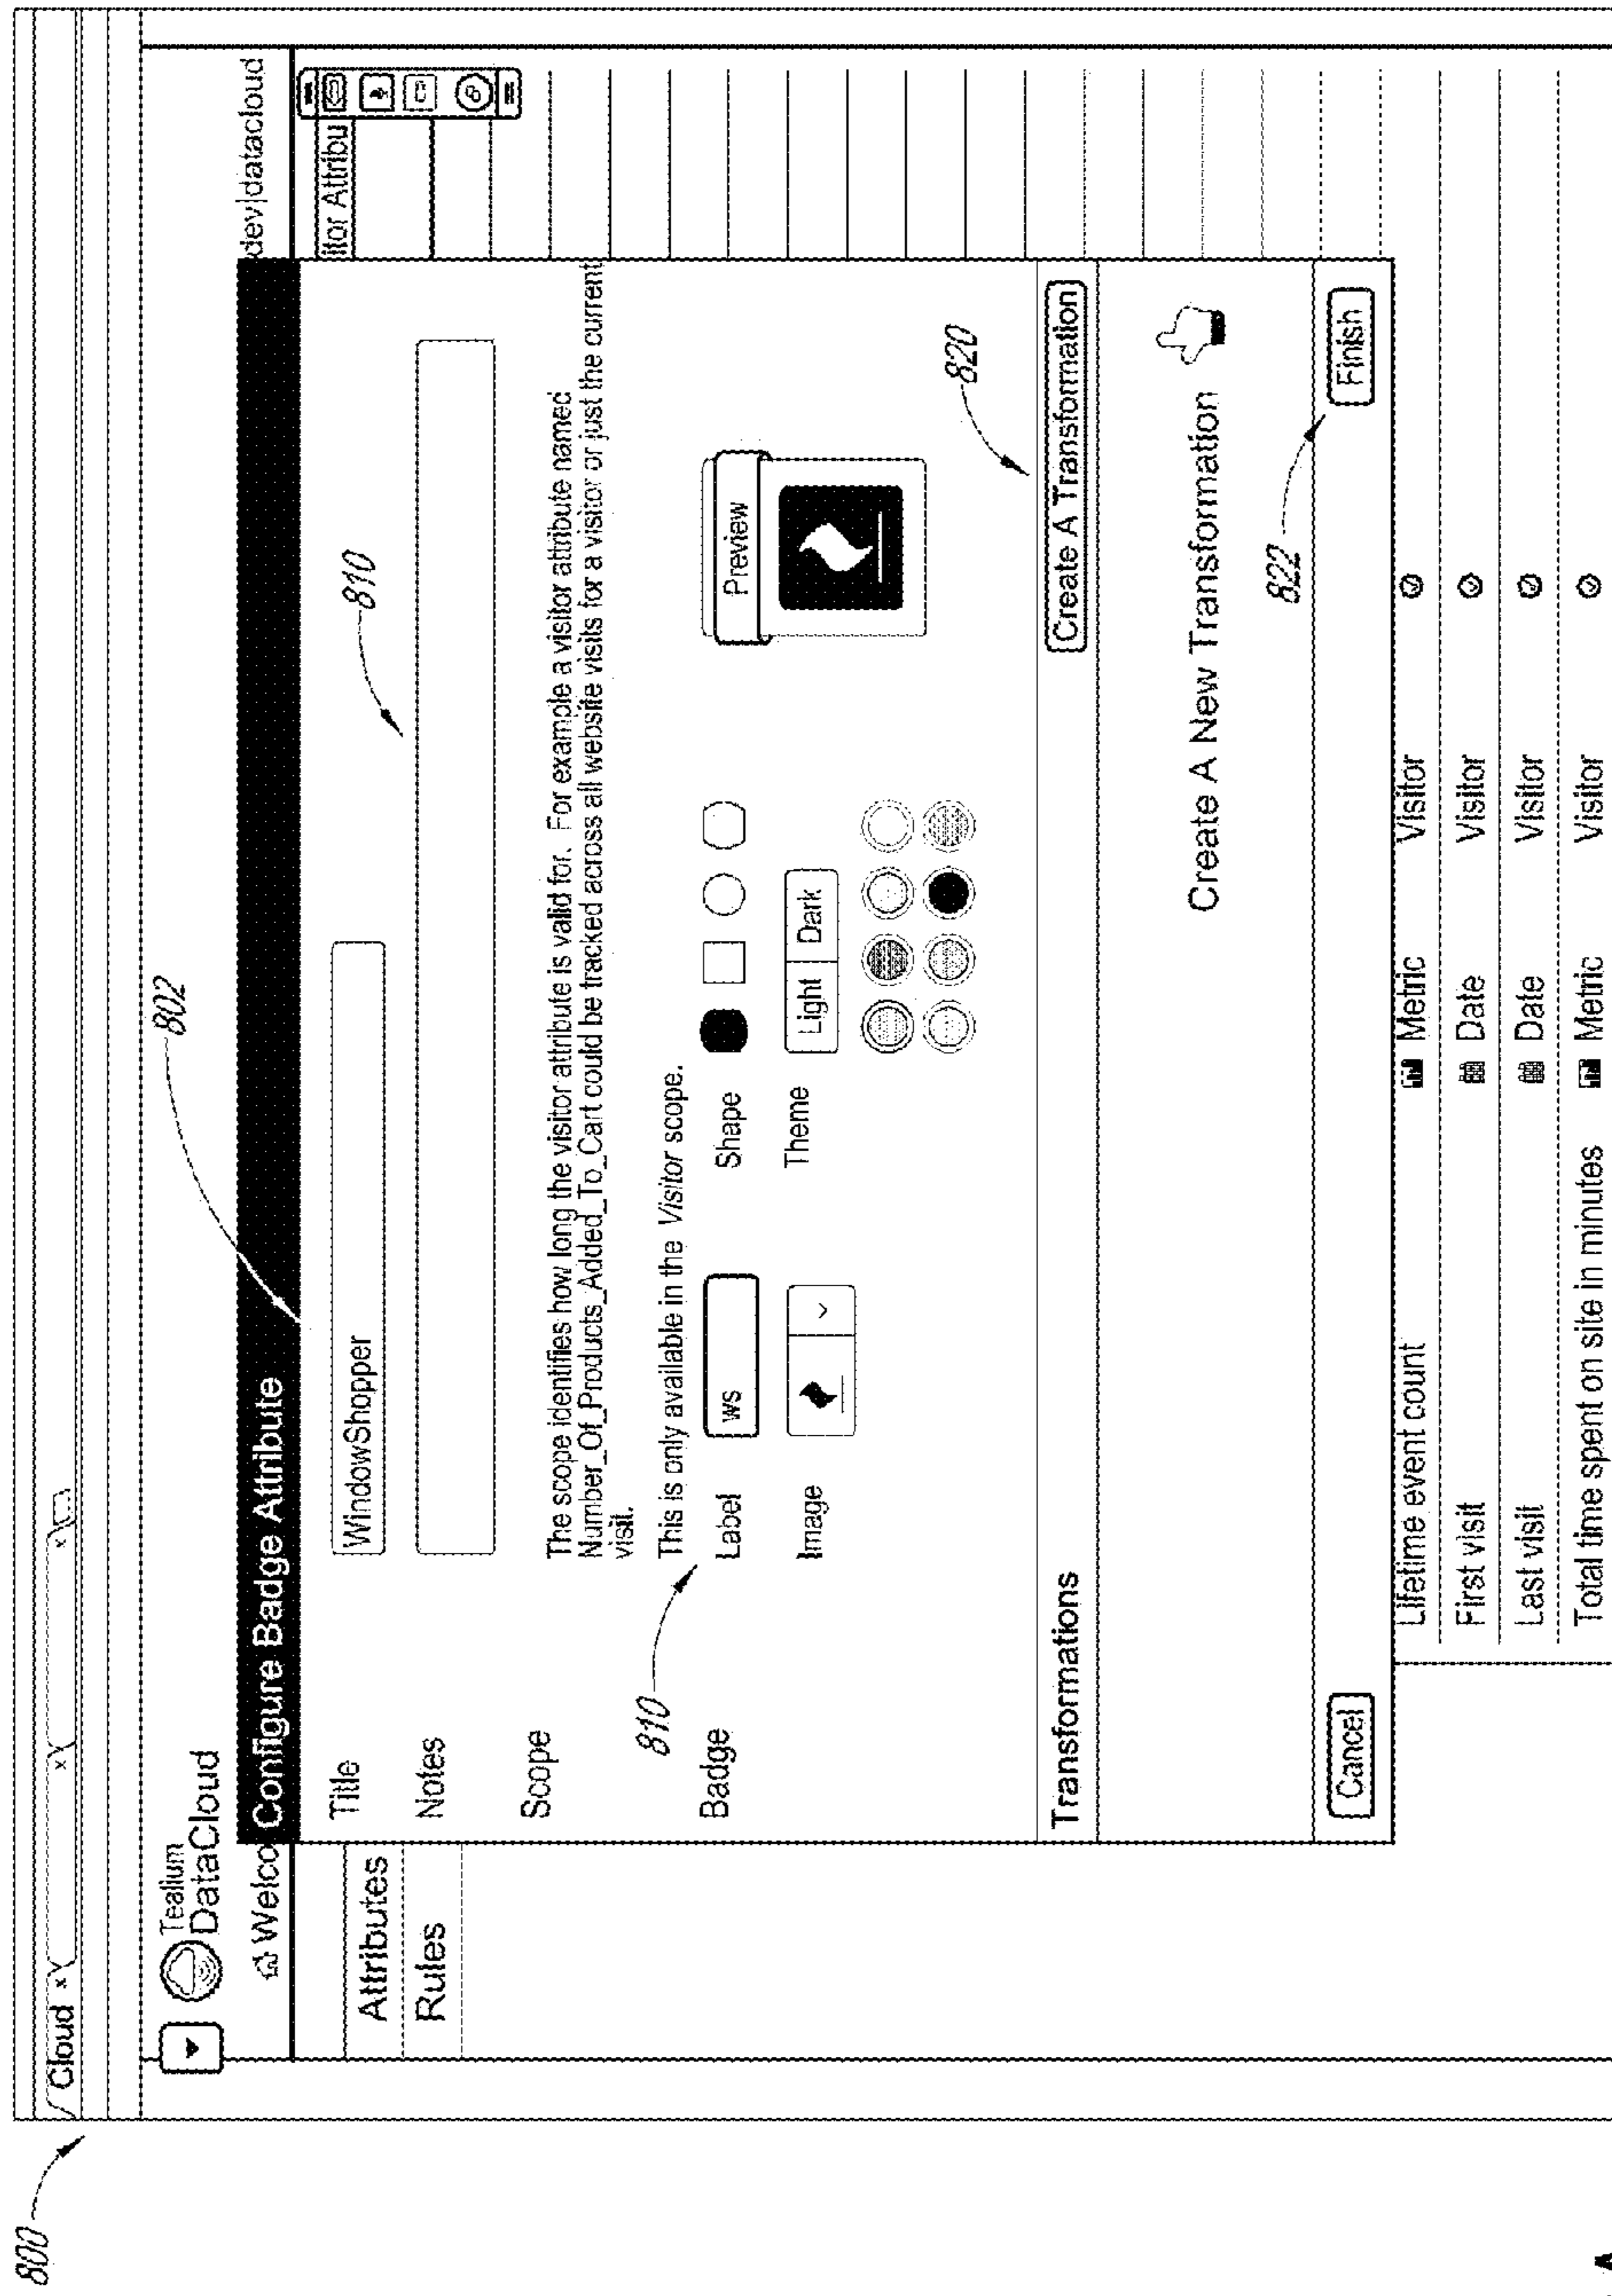 800
Cloud x
x
x
Tealium
DataCloud
Welco
dev|datacloud
Attributes
Rules
itor Attribu
802
Configure Badge Attribute
Title
WindowShopper
Notes
810
Scope
The scope identifies how long the visitor attribute is valid for. For example a visitor attribute named
Number_Of_Products_Added_To_Cart could be tracked across all website visits for a visitor or just the current
visit.
810
This is only available in the Visitor scope.
Badge
Label
ws
Shape
Preview
Image
Theme
Light
Dark
820
Transformations
Create A Transformation
Create A New Transformation
822
Cancel
Finish
Lifetime event count Metric Visitor
First visit Date Visitor
Last visit Date Visitor
Total time spent on site in minutes Metric Visitor